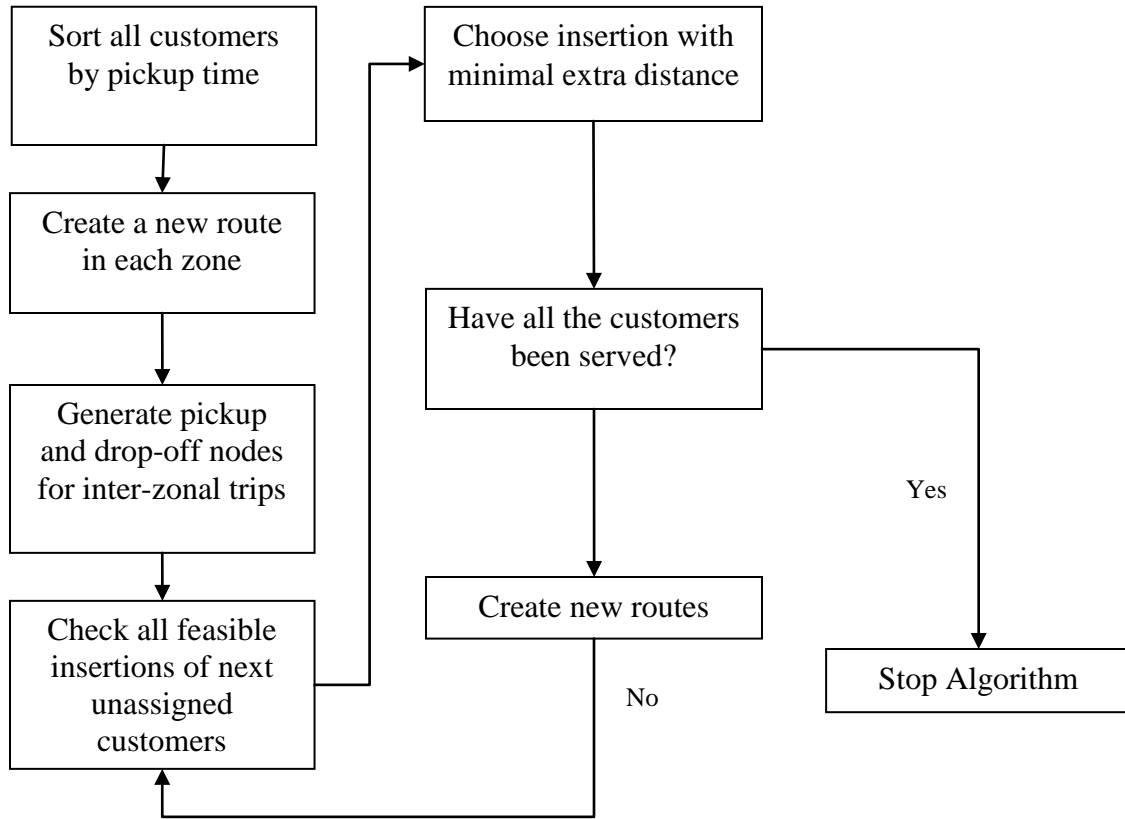 Sort all customers
by pickup time
Create a new route
in each zone
Generate pickup
and drop-off nodes
for inter-zonal trips
Check all feasible
insertions of next
unassigned
customers
Choose insertion with
minimal extra distance
Have all the customers
been served?
Yes
Create new routes
No
Stop Algorithm